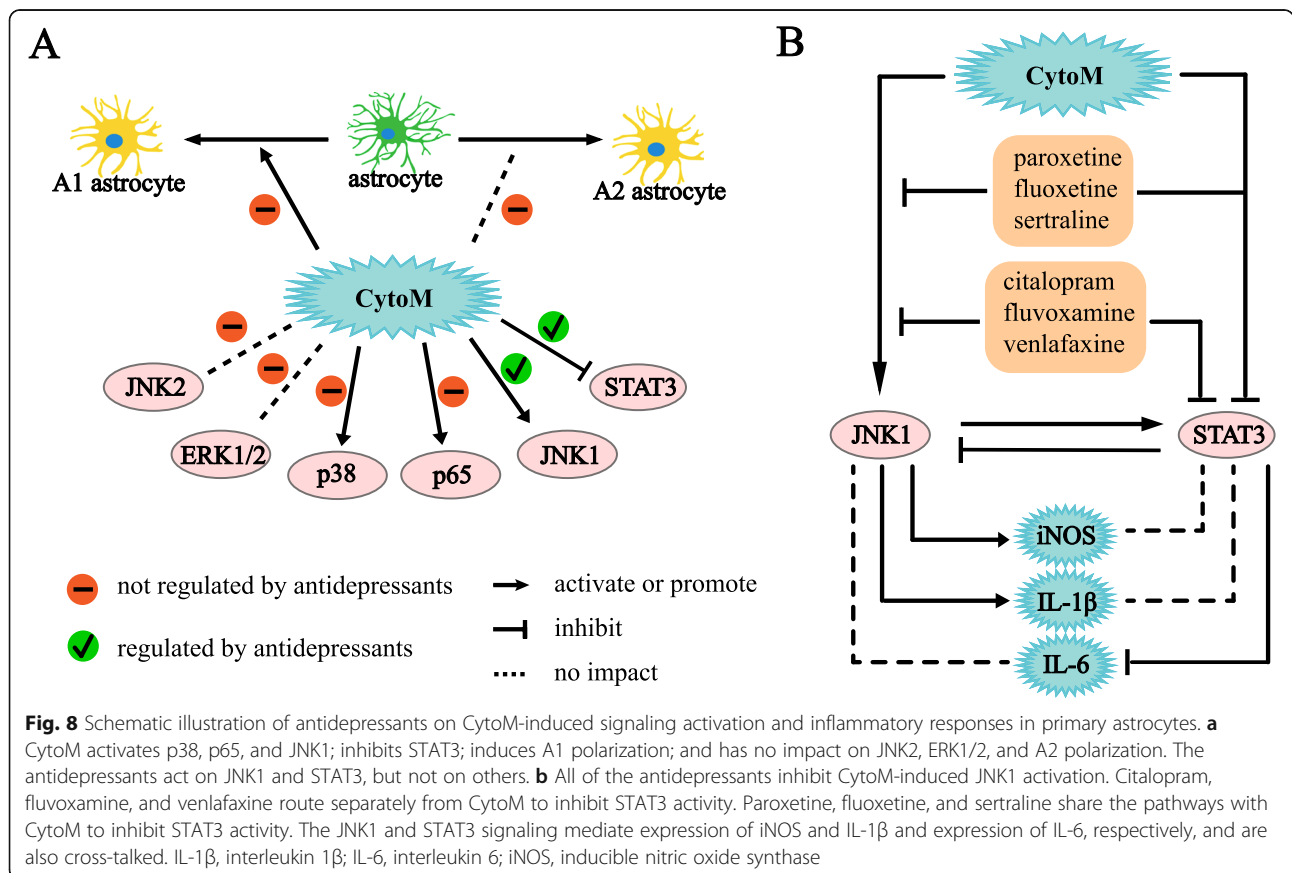 A
B
A1 astrocyte
astrocyte
A2 astrocyte
CytoM
JNK2
ERK1/2
p38
p65
JNK1
STAT3
not regulated by antidepressants
regulated by antidepressants
activate or promote
inhibit
no impact
CytoM
paroxetine
fluoxetine
sertraline
citalopram
fluvoxamine
venlafaxine
JNK1
STAT3
iNOS
IL-1β
IL-6
Fig. 8 Schematic illustration of antidepressants on CytoM-induced signaling activation and inflammatory responses in primary astrocytes. a
CytoM activates p38, p65, and JNK1; inhibits STAT3; induces A1 polarization; and has no impact on JNK2, ERK1/2, and A2 polarization. The
antidepressants act on JNK1 and STAT3, but not on others. b All of the antidepressants inhibit CytoM-induced JNK1 activation. Citalopram,
fluvoxamine, and venlafaxine route separately from CytoM to inhibit STAT3 activity. Paroxetine, fluoxetine, and sertraline share the pathways with
CytoM to inhibit STAT3 activity. The JNK1 and STAT3 signaling mediate expression of iNOS and IL-1β and expression of IL-6, respectively, and are
also cross-talked. IL-1β, interleukin 1β; IL-6, interleukin 6; iNOS, inducible nitric oxide synthase